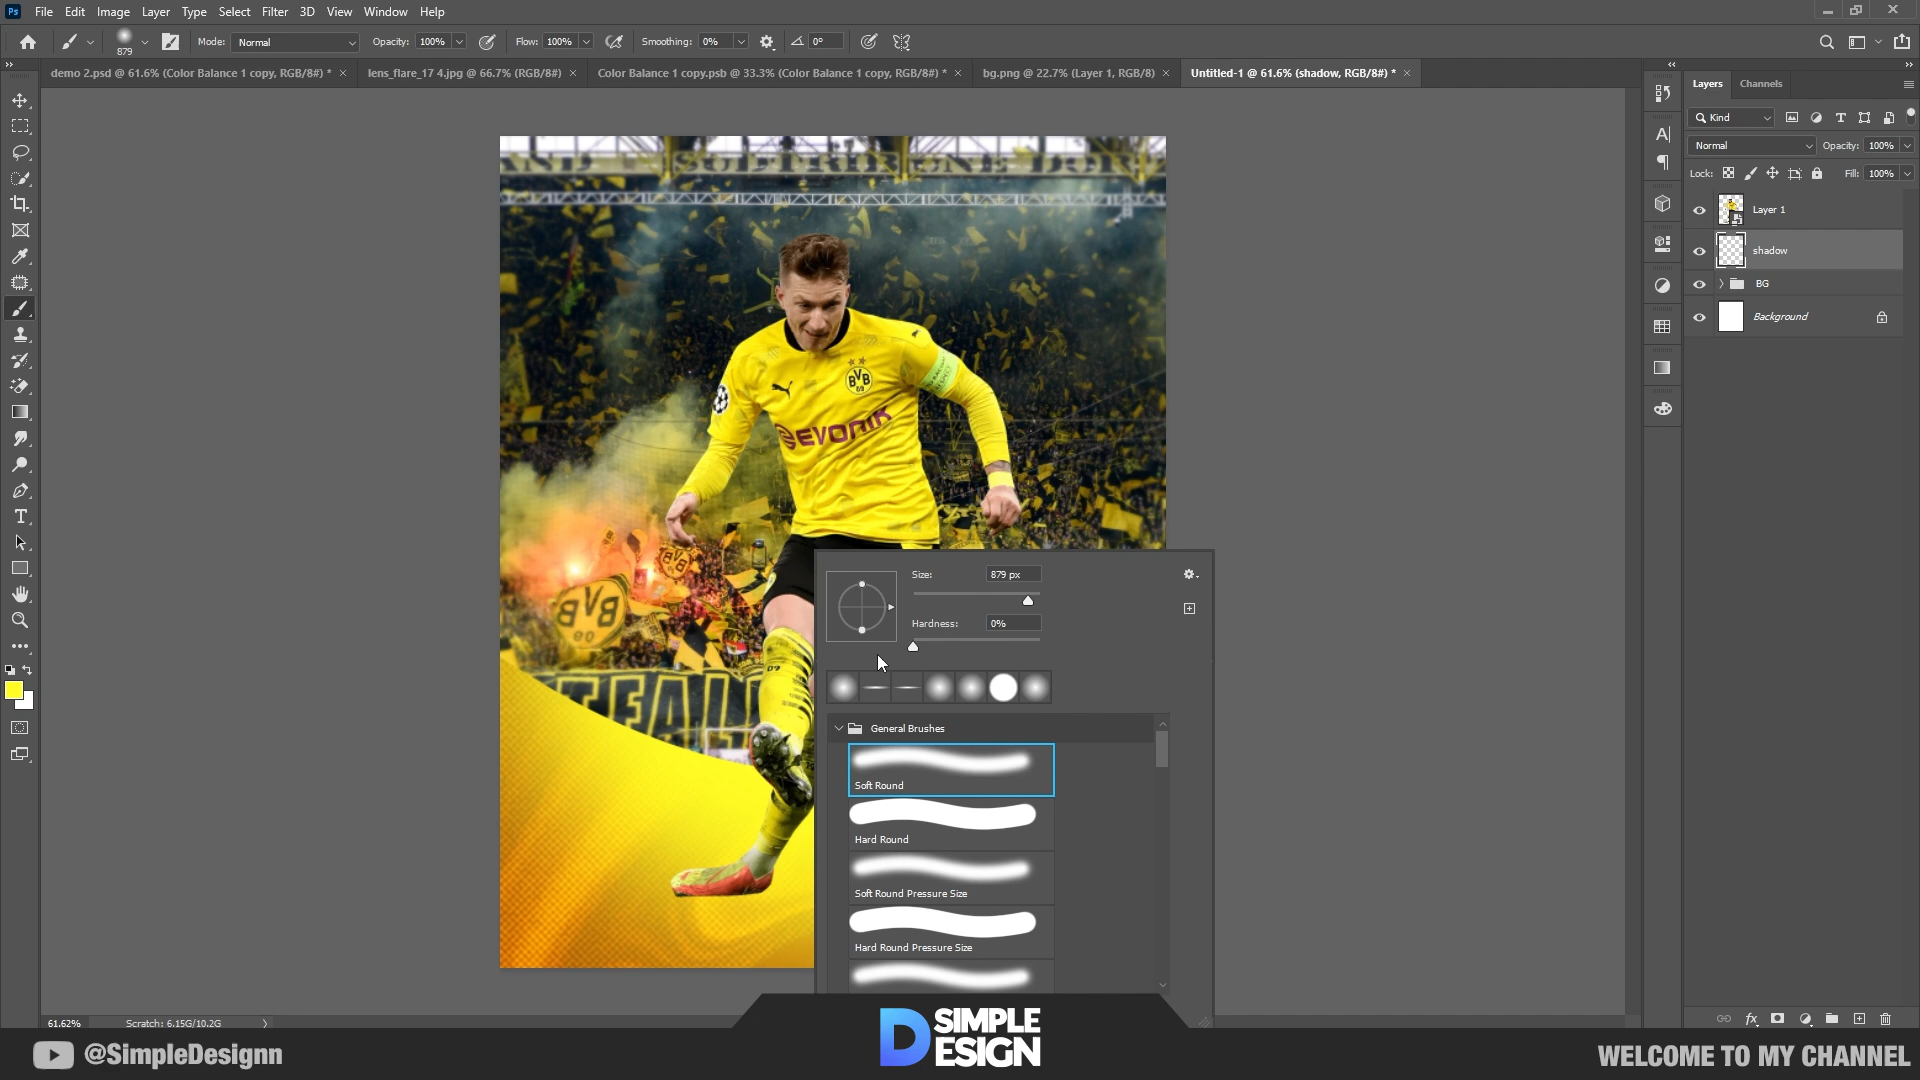 File Edit Image Layer Type Select Filter 3D View Window Help
879
Mode: Normal Opacity: 100% Flow: 100% Smoothing: 0% 0°
demo 2.psd @ 61.6% (Color Balance 1 copy, RGB/8#) *
lens_flare_17 4.jpg @ 66.7% (RGB/8#)
Color Balance 1 copy.psb @ 33.3% (Color Balance 1 copy, RGB/8#) *
bg.png @ 22.7% (Layer 1, RGB/8)
Untitled-1 @ 61.6% (shadow, RGB/8#) *
Layers Channels
Kind
Normal Opacity: 100%
Lock: Fill: 100%
Layer 1
shadow
BG
Background
BVB
09
EVONIK
BVB
BVB
09
Size: 879 px
Hardness: 0%
General Brushes
Soft Round
Hard Round
Soft Round Pressure Size
Hard Round Pressure Size
61.62% Scratch: 6.15G/10.2G
@SimpleDesignn
SIMPLE
DESIGN
WELCOME TO MY CHANNEL